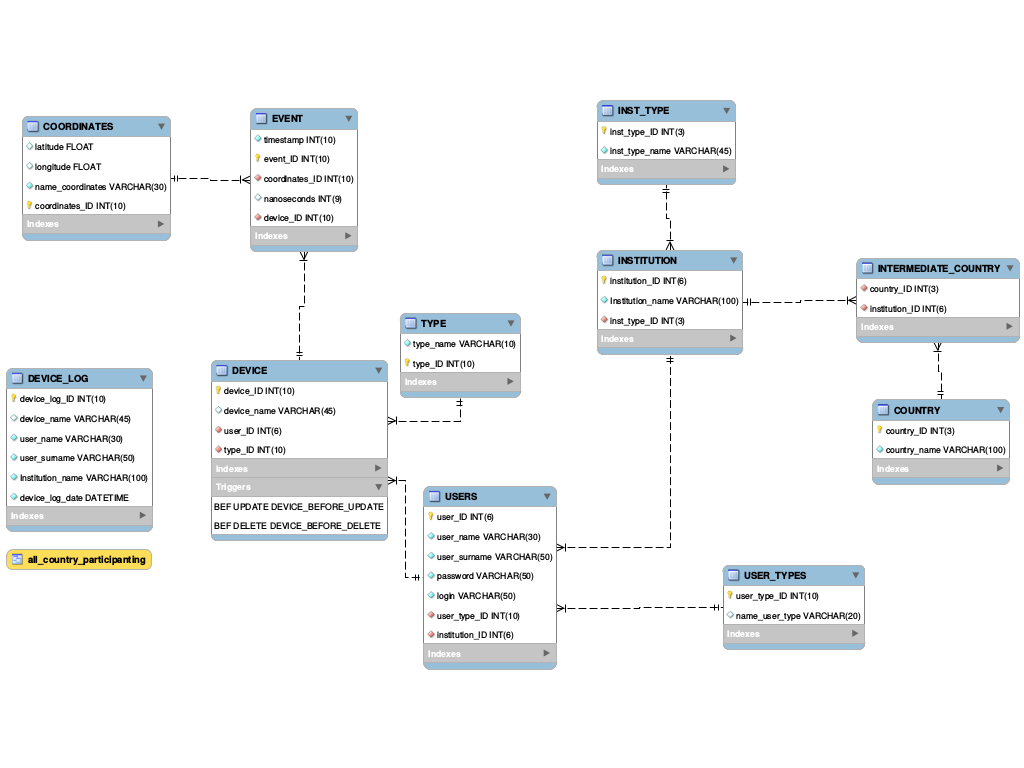 COORDINATES
latitude FLOAT
longitude FLOAT
name_coordinates VARCHAR(30)
coordinates_ID INT(10)
Indexes
EVENT
timestamp INT(10)
event_ID INT(10)
coordinates_ID INT(10)
nanoseconds INT(9)
device_ID INT(10)
Indexes
INST_TYPE
inst_type_ID INT(3)
inst_type_name VARCHAR(45)
Indexes
INSTITUTION
institution_ID INT(6)
Institution_name VARCHAR(100)
inst_type_ID INT(3)
Indexes
INTERMEDIATE_COUNTRY
country_ID INT(3)
institution_ID INT(6)
Indexes
TYPE
type_name VARCHAR(10)
type_ID INT(10)
Indexes
DEVICE_LOG
device_log_ID INT(10)
device_name VARCHAR(45)
user_name VARCHAR(30)
user_surname VARCHAR(50)
Institution_name VARCHAR(100)
device_log_date DATETIME
Indexes
all_country_participanting
DEVICE
device_ID INT(10)
device_name VARCHAR(45)
user_ID INT(6)
type_ID INT(10)
Indexes
Triggers
BEF UPDATE DEVICE_BEFORE_UPDATE
BEF DELETE DEVICE_BEFORE_DELETE
COUNTRY
country_ID INT(3)
country_name VARCHAR(100)
Indexes
USERS
user_ID INT(6)
user_name VARCHAR(30)
user_surname VARCHAR(50)
password VARCHAR(50)
login VARCHAR(50)
user_type_ID INT(10)
institution_ID INT(6)
Indexes
USER_TYPES
user_type_ID INT(10)
name_user_type VARCHAR(20)
Indexes